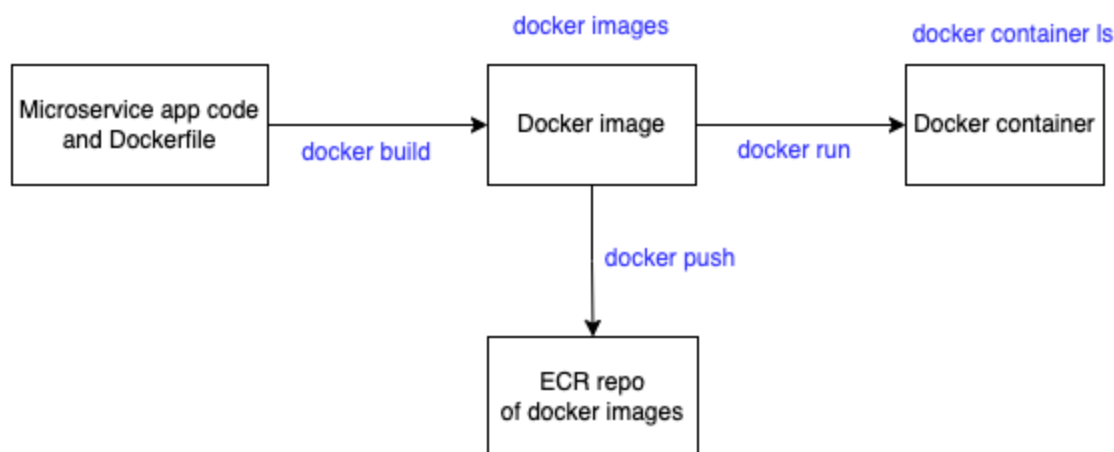 docker images
docker container ls
Microservice app code
and Dockerfile
docker build
Docker image
docker run
Docker container
docker push
ECR repo
of docker images